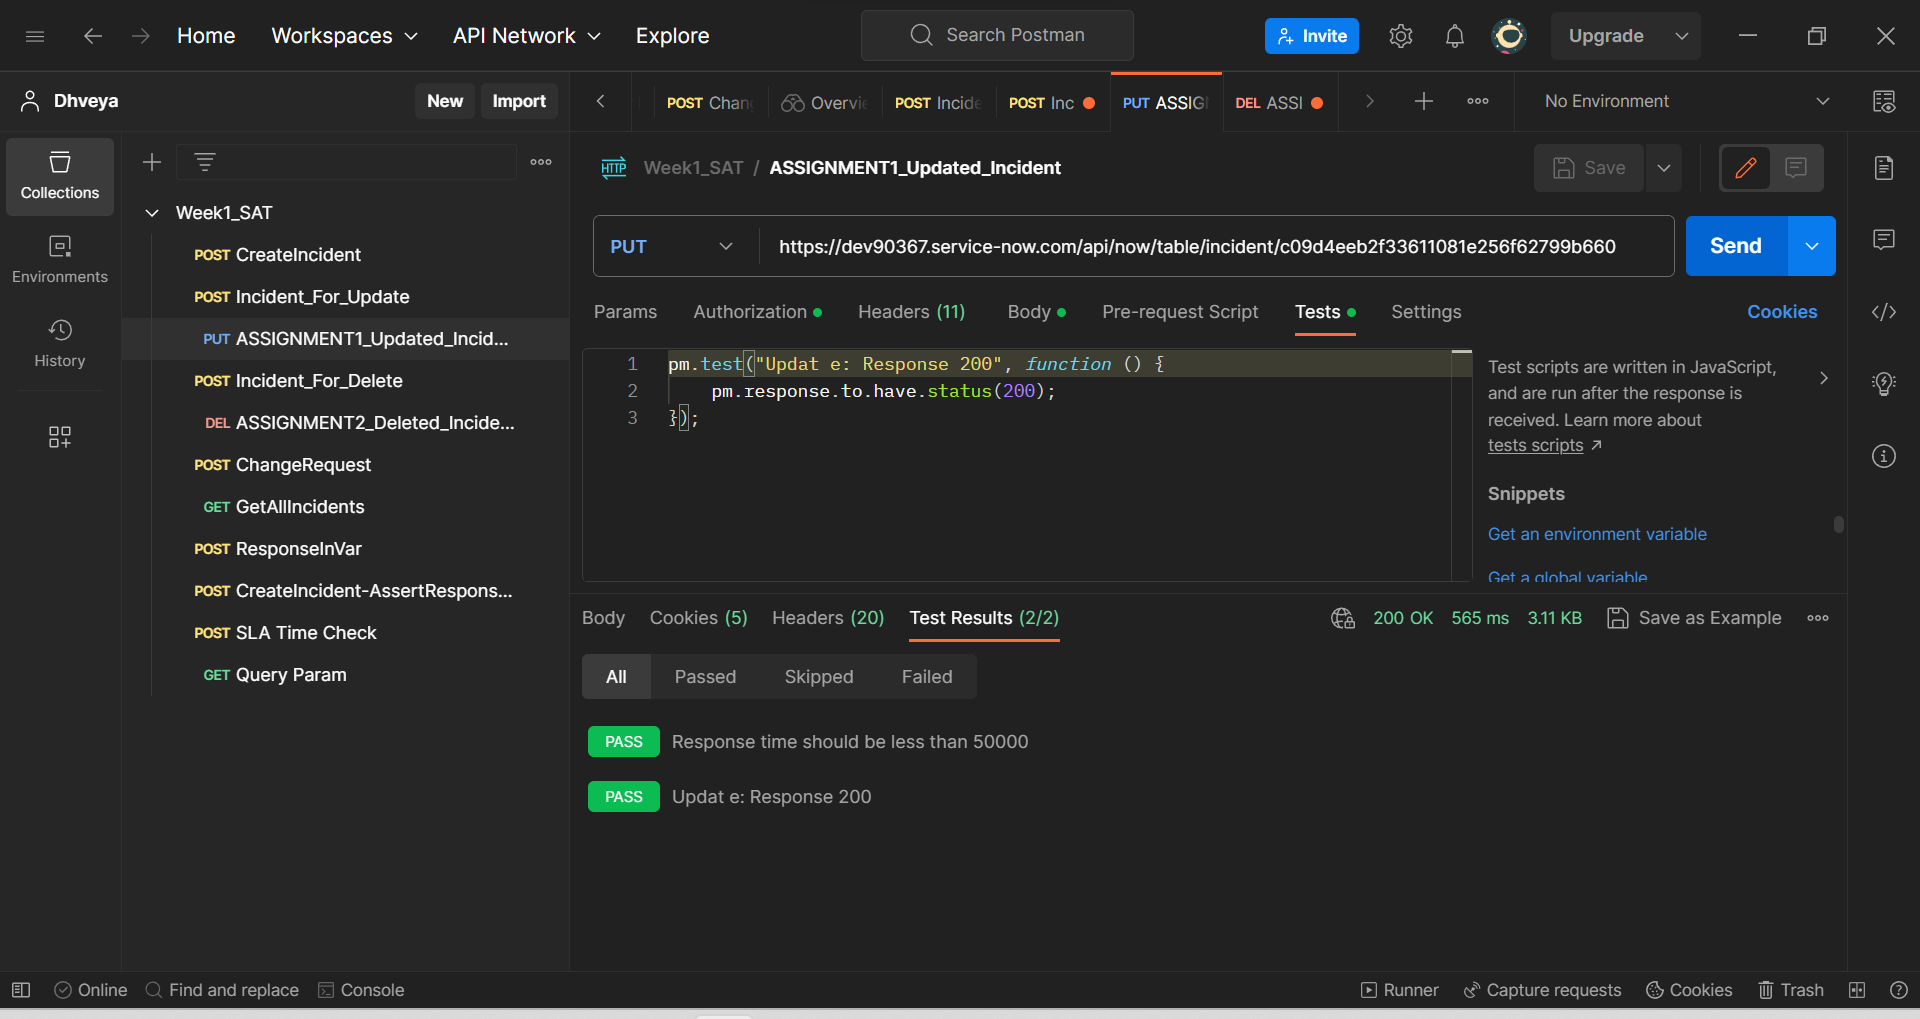 Home Workspaces API Network Explore Search Postman Invite Upgrade
Dhveya New Import
POST Chan Overvie POST Incide POST Inc PUT ASSIG DEL ASSI No Environment
Collections
Environments
History
Week1_SAT
POST CreateIncident
POST Incident_For_Update
PUT ASSIGNMENT1_Updated_Incid...
POST Incident_For_Delete
DEL ASSIGNMENT2_Deleted_Incide...
POST ChangeRequest
GET GetAllIncidents
POST ResponseInVar
POST CreateIncident-AssertRespons...
POST SLA Time Check
GET Query Param
HTTP Week1_SAT / ASSIGNMENT1_Updated_Incident Save
PUT https://dev90367.service-now.com/api/now/table/incident/c09d4eeb2f33611081e256f62799b660 Send
Params Authorization Headers (11) Body Pre-request Script Tests Settings Cookies
1 pm.test("Updat e: Response 200", function () {
2 pm.response.to.have.status(200);
3 });
Test scripts are written in JavaScript,
and are run after the response is
received. Learn more about
tests scripts ↗
Snippets
Get an environment variable
Get a global variable
Body Cookies (5) Headers (20) Test Results (2/2) 200 OK 565 ms 3.11 KB Save as Example
All Passed Skipped Failed
PASS Response time should be less than 50000
PASS Updat e: Response 200
Online Find and replace Console Runner Capture requests Cookies Trash